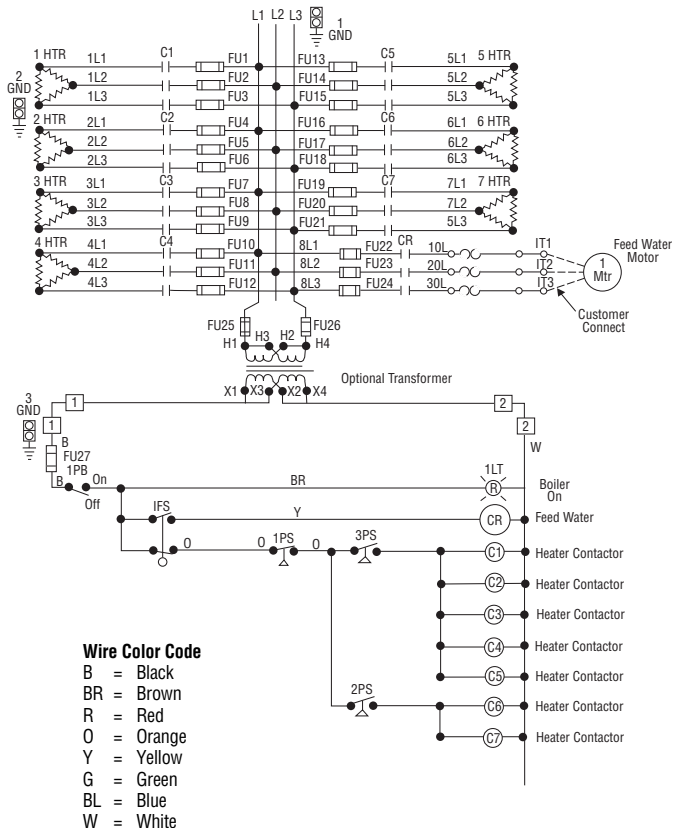 L1 L2 L3 1 GND
1 HTR 1L1 C1 FU1 FU13 C5 5L1 5 HTR
2 GND 1L2 FU2 FU14 5L2
1L3 FU3 FU15 5L3
2 HTR 2L1 C2 FU4 FU16 C6 6L1 6 HTR
2L2 FU5 FU17 6L2
2L3 FU6 FU18 6L3
3 HTR 3L1 C3 FU7 FU19 C7 7L1 7 HTR
3L2 FU8 FU20 7L2
3L3 FU9 FU21 5L3
4 HTR 4L1 C4 FU10 8L1 FU22 CR 10L IT1 Feed Water Motor
4L2 FU11 8L2 FU23 20L IT2 1 Mtr
4L3 FU12 8L3 FU24 30L IT3
Customer Connect
FU25 FU26
H1 H3 H2 H4
Optional Transformer
X1 X3 X2 X4
3 GND 1 2
1 2
B W
FU27
1PB
B On BR 1LT R Boiler On
Off
IFS Y CR Feed Water
O O 1PS O 3PS C1 Heater Contactor
C2 Heater Contactor
C3 Heater Contactor
C4 Heater Contactor
C5 Heater Contactor
2PS C6 Heater Contactor
C7 Heater Contactor
Wire Color Code
B = Black
BR = Brown
R = Red
O = Orange
Y = Yellow
G = Green
BL = Blue
W = White